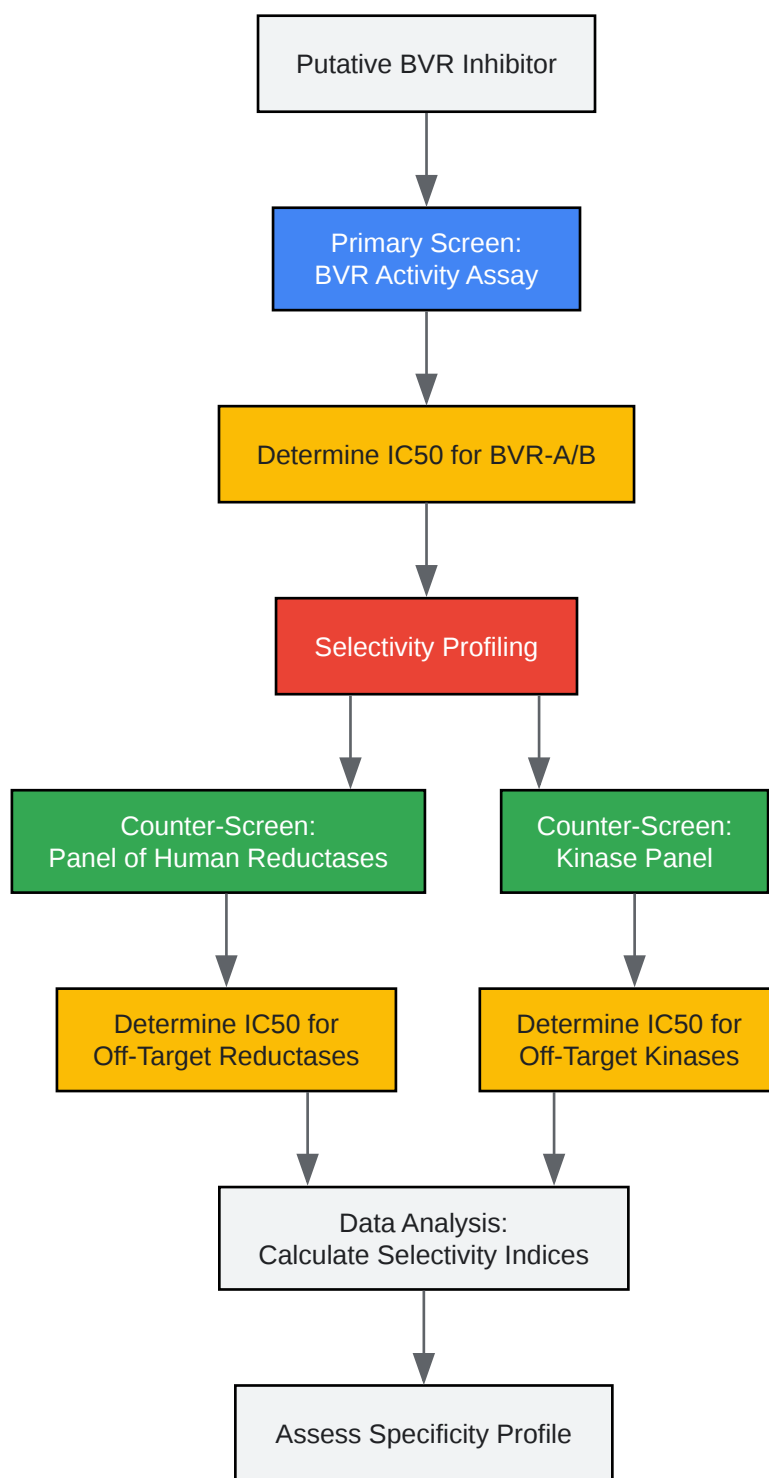 Putative BVR Inhibitor
Primary Screen:
BVR Activity Assay
Determine IC50 for BVR-A/B
Selectivity Profiling
Counter-Screen:
Panel of Human Reductases
Counter-Screen:
Kinase Panel
Determine IC50 for
Off-Target Reductases
Determine IC50 for
Off-Target Kinases
Data Analysis:
Calculate Selectivity Indices
Assess Specificity Profile